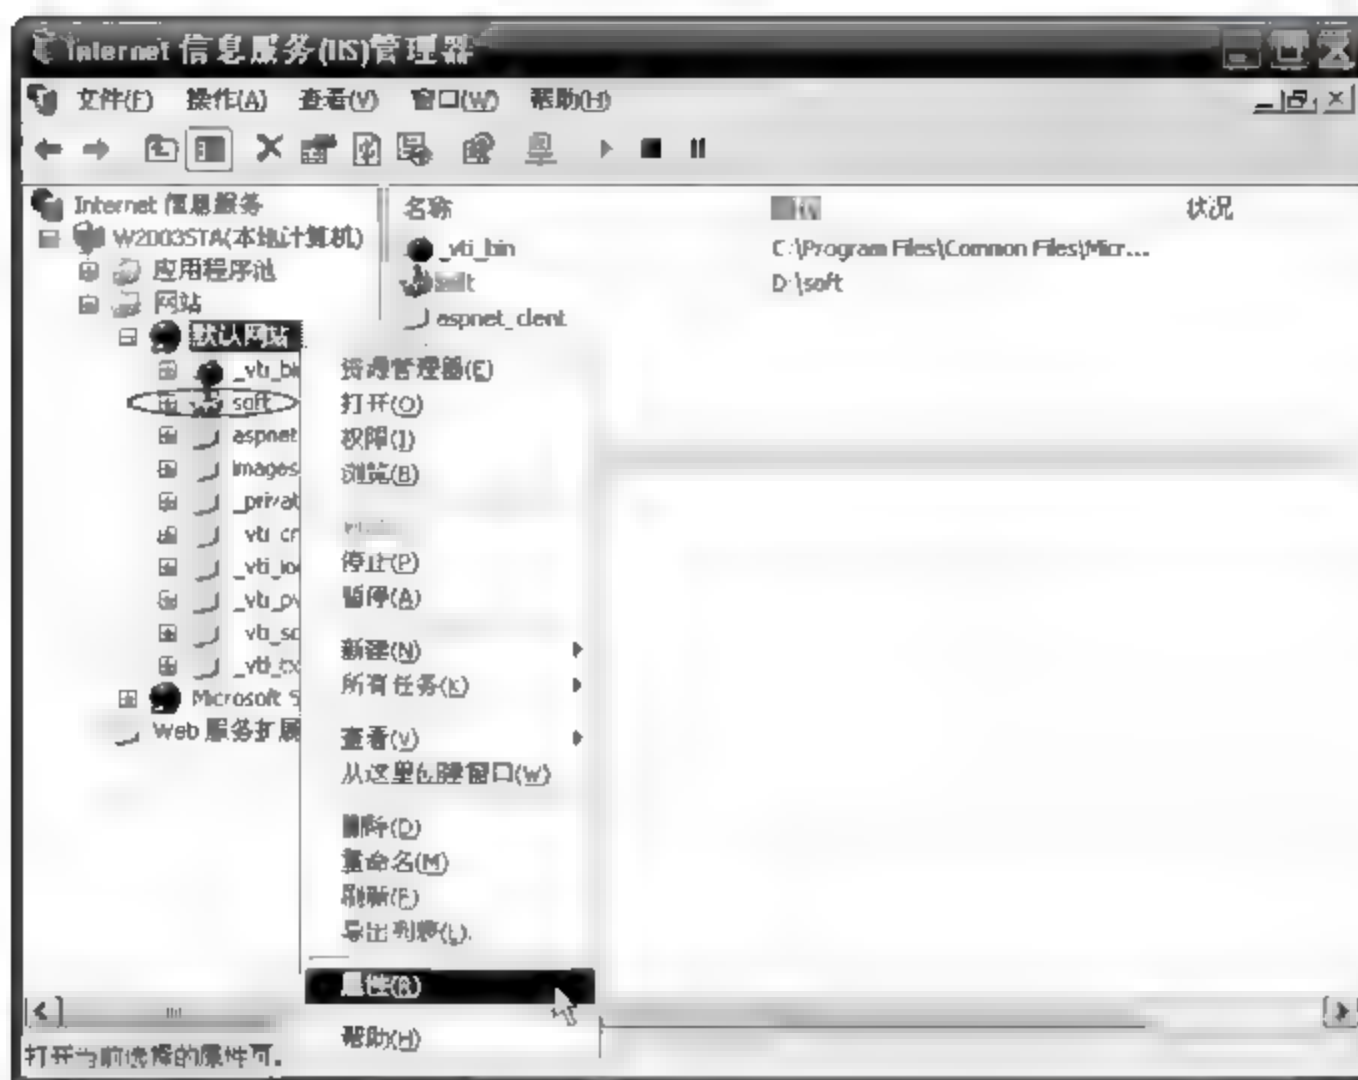 Internet 信息服务(IIS)管理器
文件(F) 操作(A) 查看(V) 窗口(W) 帮助(H)
Internet 信息服务
W2003STA(本地计算机)
应用程序池
网站
默认网站
soft
aspnet
images
_privat
_vti_pv
_vti_sc
Microsoft S
Web 服务扩展
名称 状况
_vti_bin C:\Program Files\Common Files\Micr...
D:\soft
aspnet_client
资源管理器(E)
打开(O)
权限(I)
浏览(B)
停止(P)
暂停(A)
新建(N)
所有任务(K)
查看(V)
从这里创建窗口(W)
删除(D)
重命名(M)
刷新(F)
导出列表(L)...
属性(R)
帮助(H)
打开当前选择的属性页。